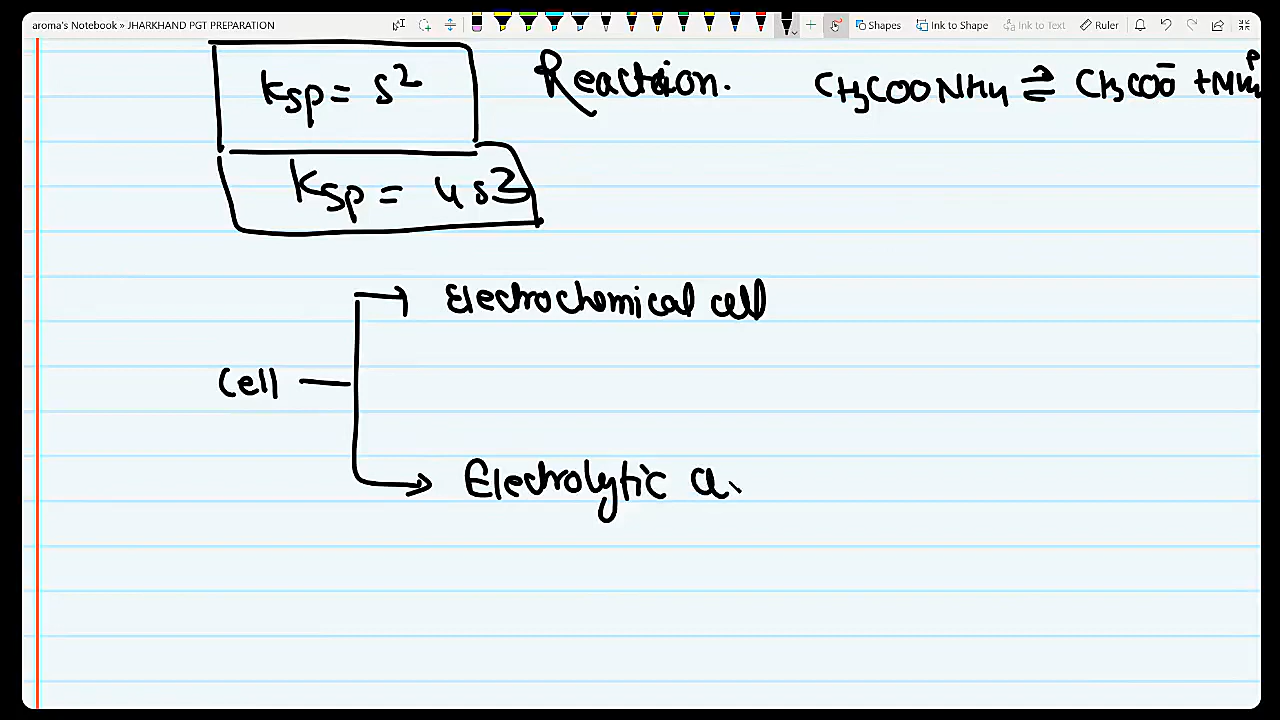 aroma's Notebook » JHARKHAND PGT PREPARATION
Shapes Ink to Shape Ink to Text Ruler
Ksp = s² Reaction. CH3COONH4 ⇌ CH3COO⁻ +NH4
Ksp = 4s3
Electrochemical cell
Cell
Electrolytic